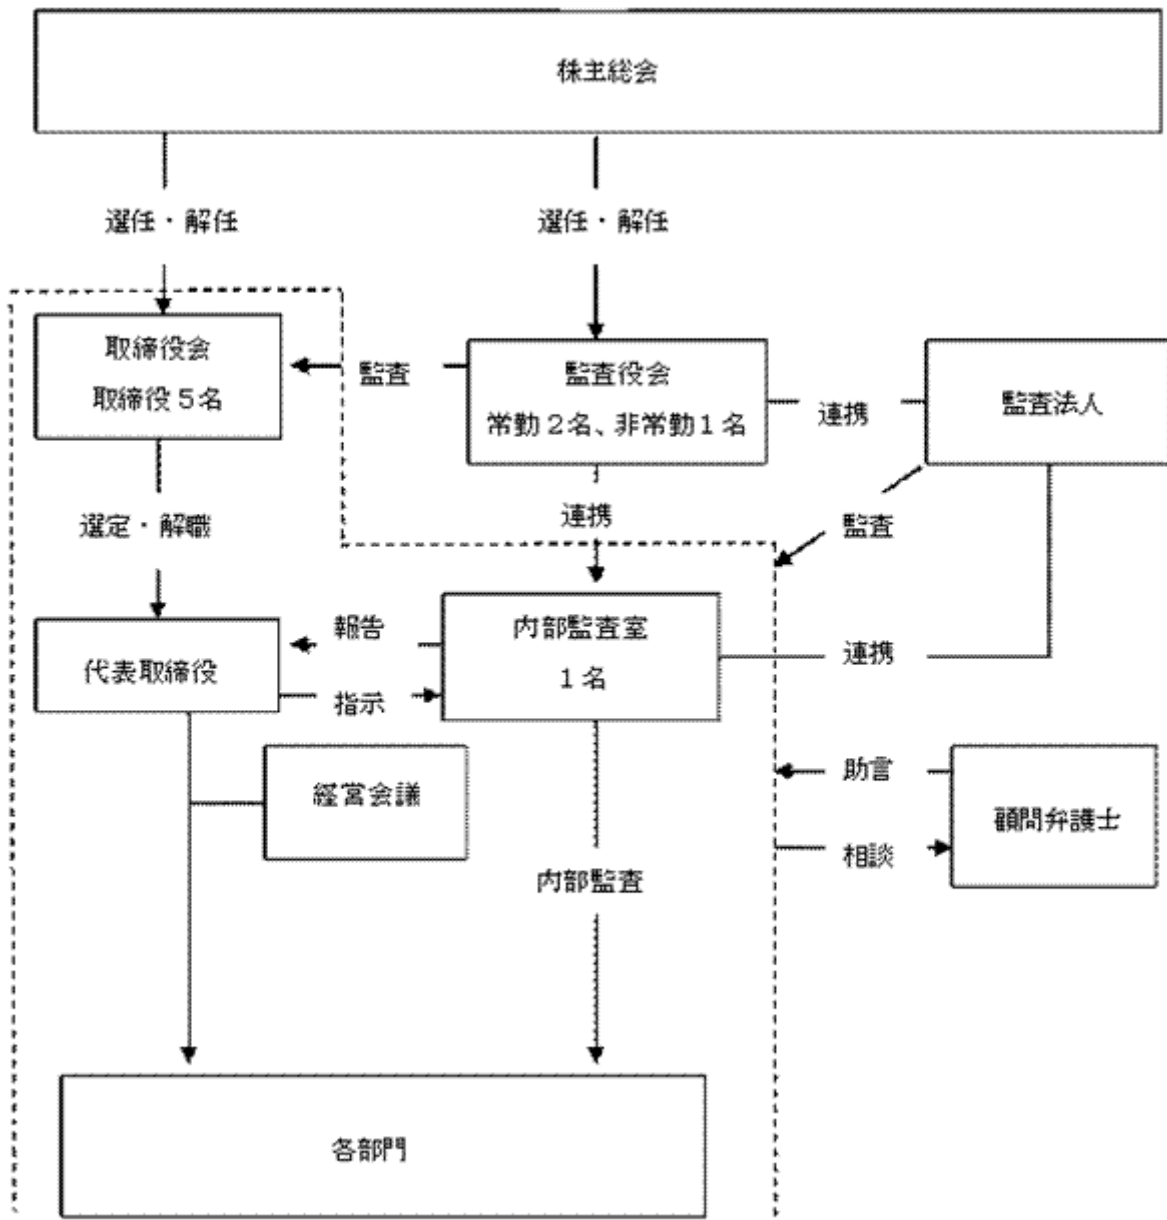 株主総会
選任・解任
選任・解任
取締役会
取締役5名
監査
監査役会
常勤2名、非常勤1名
連携
監査法人
選定・解職
連携
監査
代表取締役
報告
指示
内部監査室
1名
連携
経営会議
助言
相談
顧問弁護士
内部監査
各部門